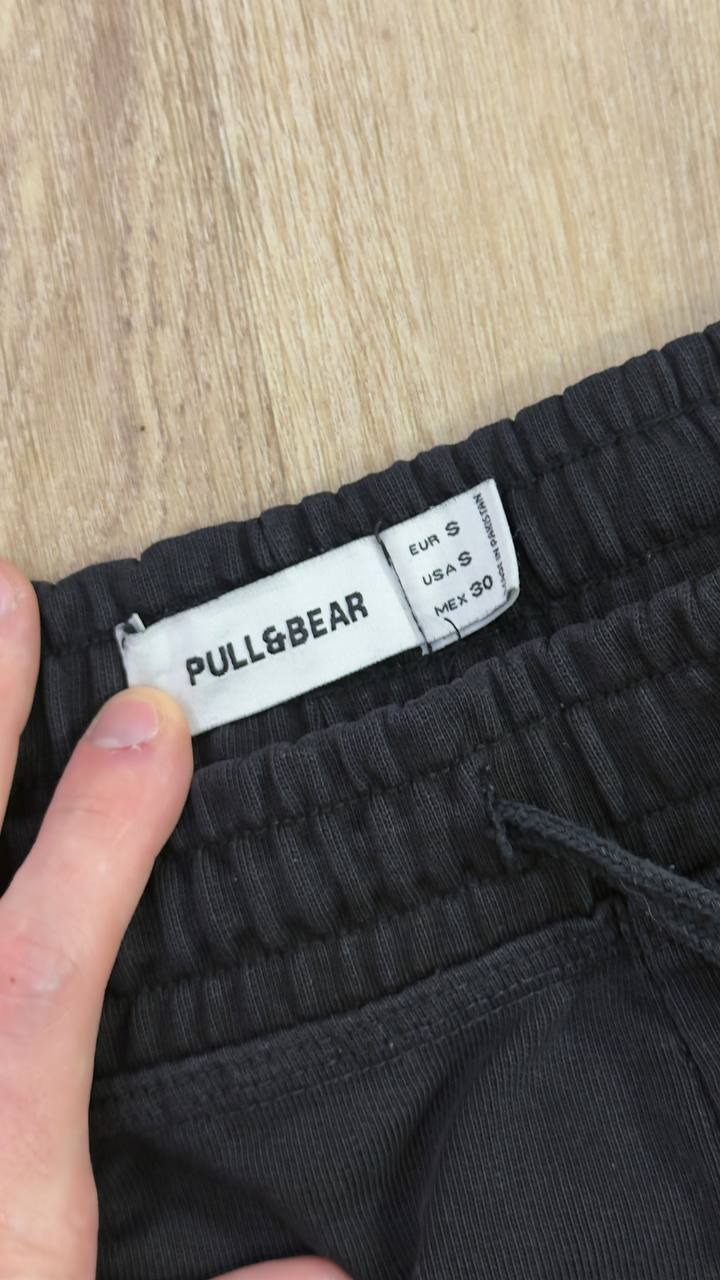 PULL&BEAR
EUR S
USA S
MEX 30
MADE IN PAKISTAN